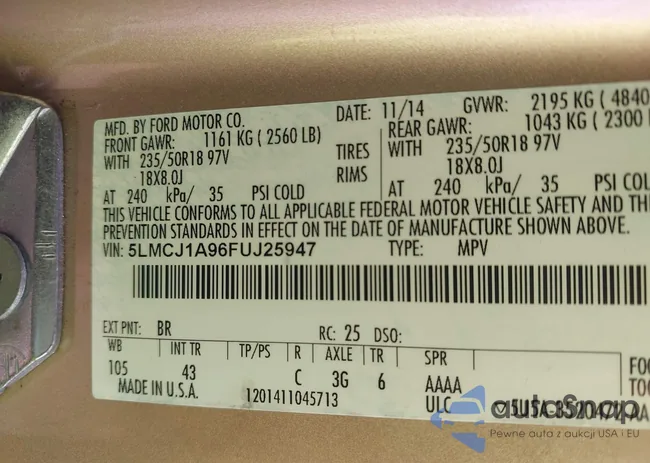 MFD. BY FORD MOTOR CO.
DATE: 11/14
GVWR: 2195 KG ( 4840
FRONT GAWR: 1161 KG ( 2560 LB)
REAR GAWR: 1043 KG ( 2300 L
WITH 235/50R18 97V
TIRES
WITH 235/50R18 97V
18X8.0J
RIMS
18X8.0J
AT 240 kPa/ 35 PSI COLD
AT 240 kPa/ 35 PSI COLD
THIS VEHICLE CONFORMS TO ALL APPLICABLE FEDERAL MOTOR VEHICLE SAFETY AND THE
PREVENTION STANDARDS IN EFFECT ON THE DATE OF MANUFACTURE SHOWN ABOVE.
VIN: 5LMCJ1A96FUJ25947
TYPE: MPV
EXT PNT: BR
RC: 25 DSO:
WB INT TR TP/PS R AXLE TR SPR
105 43 C 3G 6 AAAA
MADE IN U.S.A.
1201411045713
ULC
autoSnap
Pewne auto z aukcji USA i EU